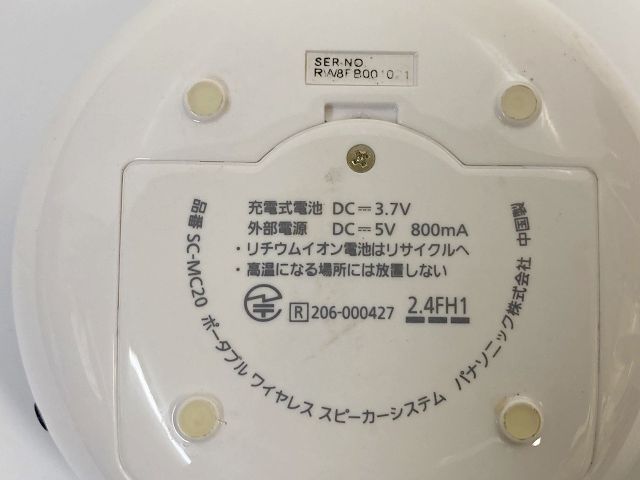 SER-NO.
充電式電池 DC⎓3.7V
外部電源 DC⎓5V 800mA
・リチウムイオン電池はリサイクルへ
・高温になる場所には放置しない
R 206-000427 2.4FH1
品番 SC-MC20 ポータブル ワイヤレス スピーカーシステム パナソニック株式会社 中国製